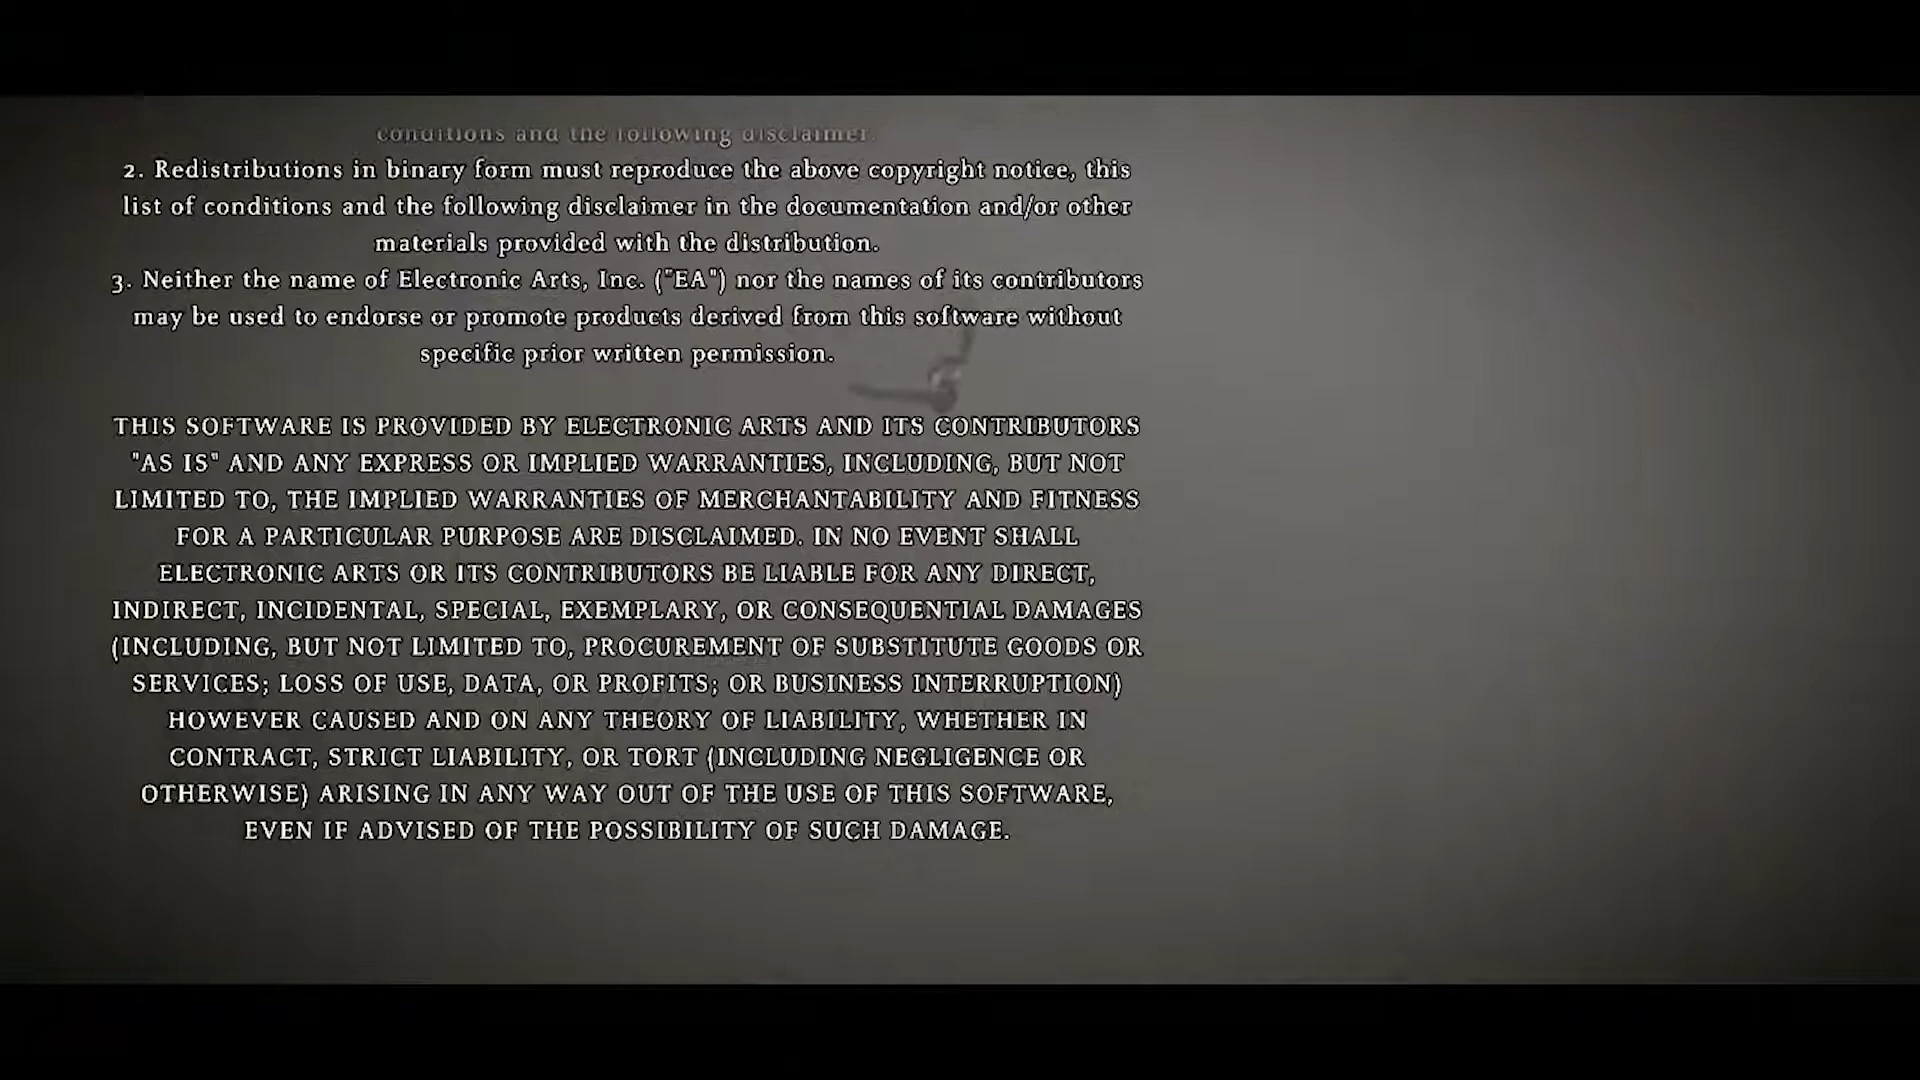 conditions and the following disclaimer.
2. Redistributions in binary form must reproduce the above copyright notice, this
list of conditions and the following disclaimer in the documentation and/or other
materials provided with the distribution.
3. Neither the name of Electronic Arts, Inc. ("EA") nor the names of its contributors
may be used to endorse or promote products derived from this software without
specific prior written permission.
THIS SOFTWARE IS PROVIDED BY ELECTRONIC ARTS AND ITS CONTRIBUTORS
"AS IS" AND ANY EXPRESS OR IMPLIED WARRANTIES, INCLUDING, BUT NOT
LIMITED TO, THE IMPLIED WARRANTIES OF MERCHANTABILITY AND FITNESS
FOR A PARTICULAR PURPOSE ARE DISCLAIMED. IN NO EVENT SHALL
ELECTRONIC ARTS OR ITS CONTRIBUTORS BE LIABLE FOR ANY DIRECT,
INDIRECT, INCIDENTAL, SPECIAL, EXEMPLARY, OR CONSEQUENTIAL DAMAGES
(INCLUDING, BUT NOT LIMITED TO, PROCUREMENT OF SUBSTITUTE GOODS OR
SERVICES; LOSS OF USE, DATA, OR PROFITS; OR BUSINESS INTERRUPTION)
HOWEVER CAUSED AND ON ANY THEORY OF LIABILITY, WHETHER IN
CONTRACT, STRICT LIABILITY, OR TORT (INCLUDING NEGLIGENCE OR
OTHERWISE) ARISING IN ANY WAY OUT OF THE USE OF THIS SOFTWARE,
EVEN IF ADVISED OF THE POSSIBILITY OF SUCH DAMAGE.